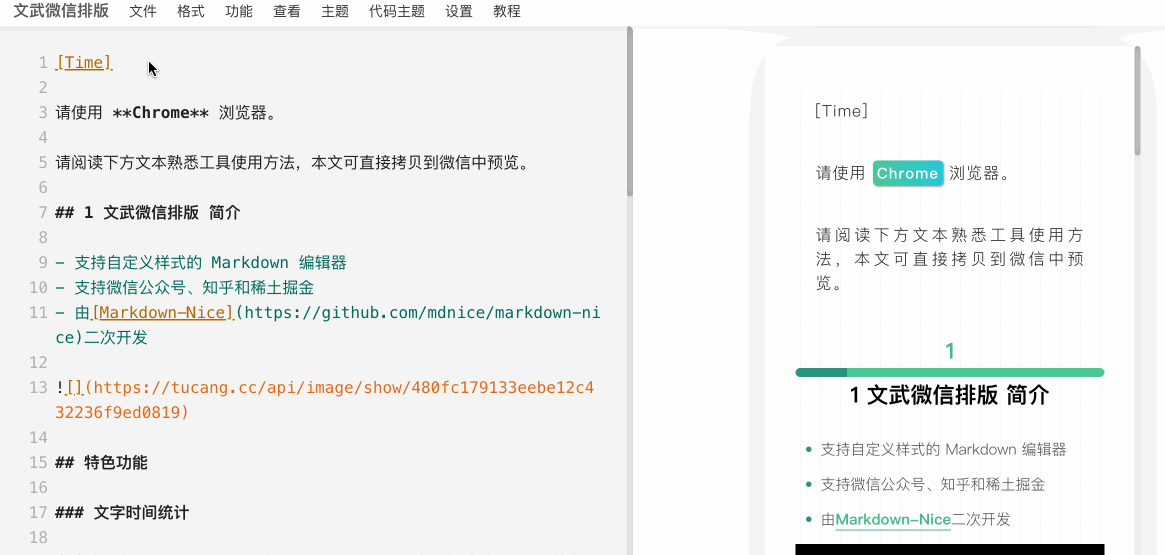 文武微信排版 文件 格式 功能 查看 主题 代码主题 设置 教程
1 [Time]
2
3 请使用 **Chrome** 浏览器。
4
5 请阅读下方文本熟悉工具使用方法，本文可直接拷贝到微信中预览。
6
7 ## 1 文武微信排版 简介
8
9 - 支持自定义样式的 Markdown 编辑器
10 - 支持微信公众号、知乎和稀土掘金
11 - 由[Markdown-Nice](https://github.com/mdnice/markdown-ni
ce)二次开发
12
13 ![](https://tucang.cc/api/image/show/480fc179133eebe12c4
32236f9ed0819)
14
15 ## 特色功能
16
17 ### 文字时间统计
18
[Time]
请使用 Chrome 浏览器。
请阅读下方文本熟悉工具使用方
法，本文可直接拷贝到微信中预
览。
1
1 文武微信排版 简介
• 支持自定义样式的 Markdown 编辑器
• 支持微信公众号、知乎和稀土掘金
• 由Markdown-Nice二次开发